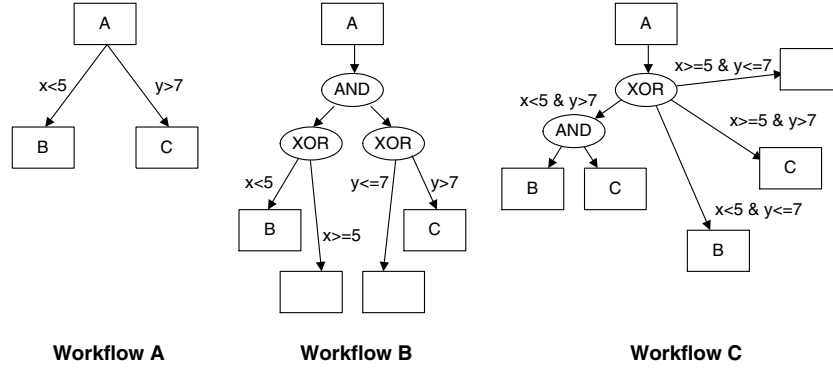 A
x<5
y>7
B
C
Workflow A
A
AND
XOR
XOR
x<5
y<=7
y>7
B
x>=5
C
Workflow B
A
x>=5 & y<=7
XOR
x<5 & y>7
AND
x>=5 & y>7
C
B
C
x<5 & y<=7
B
Workflow C